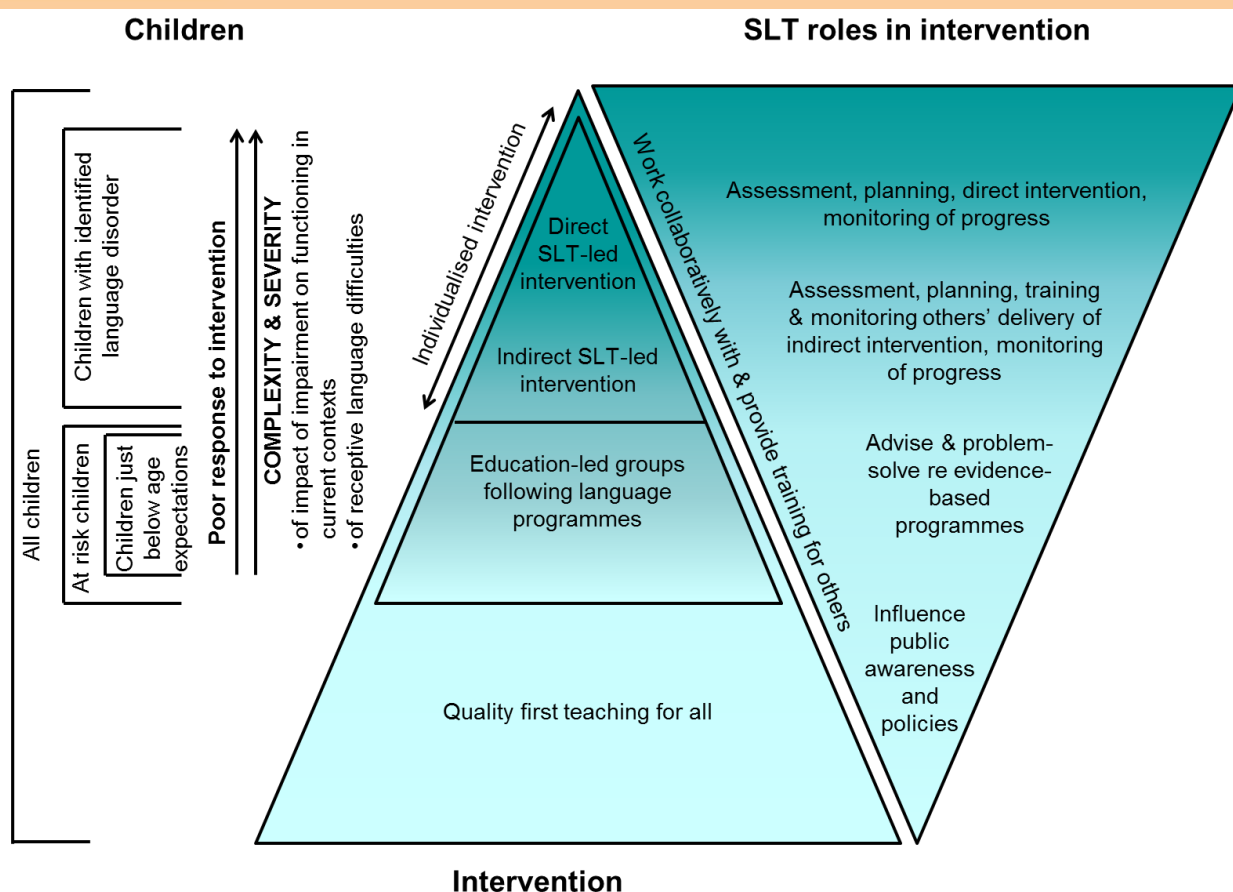 Children
SLT roles in intervention
All children
Children with identified
language disorder
At risk children
Children just
below age
expectations
Poor response to intervention
COMPLEXITY & SEVERITY
•of impact of impairment on functioning in
current contexts
•of receptive language difficulties
Individualised intervention
Direct
SLT-led
intervention
Indirect SLT-led
intervention
Education-led groups
following language
programmes
Quality first teaching for all
Work collaboratively with & provide training for others
Assessment, planning, direct intervention,
monitoring of progress
Assessment, planning, training
& monitoring others’ delivery of
indirect intervention, monitoring
of progress
Advise & problem-
solve re evidence-
based
programmes
Influence
public
awareness
and
policies
Intervention